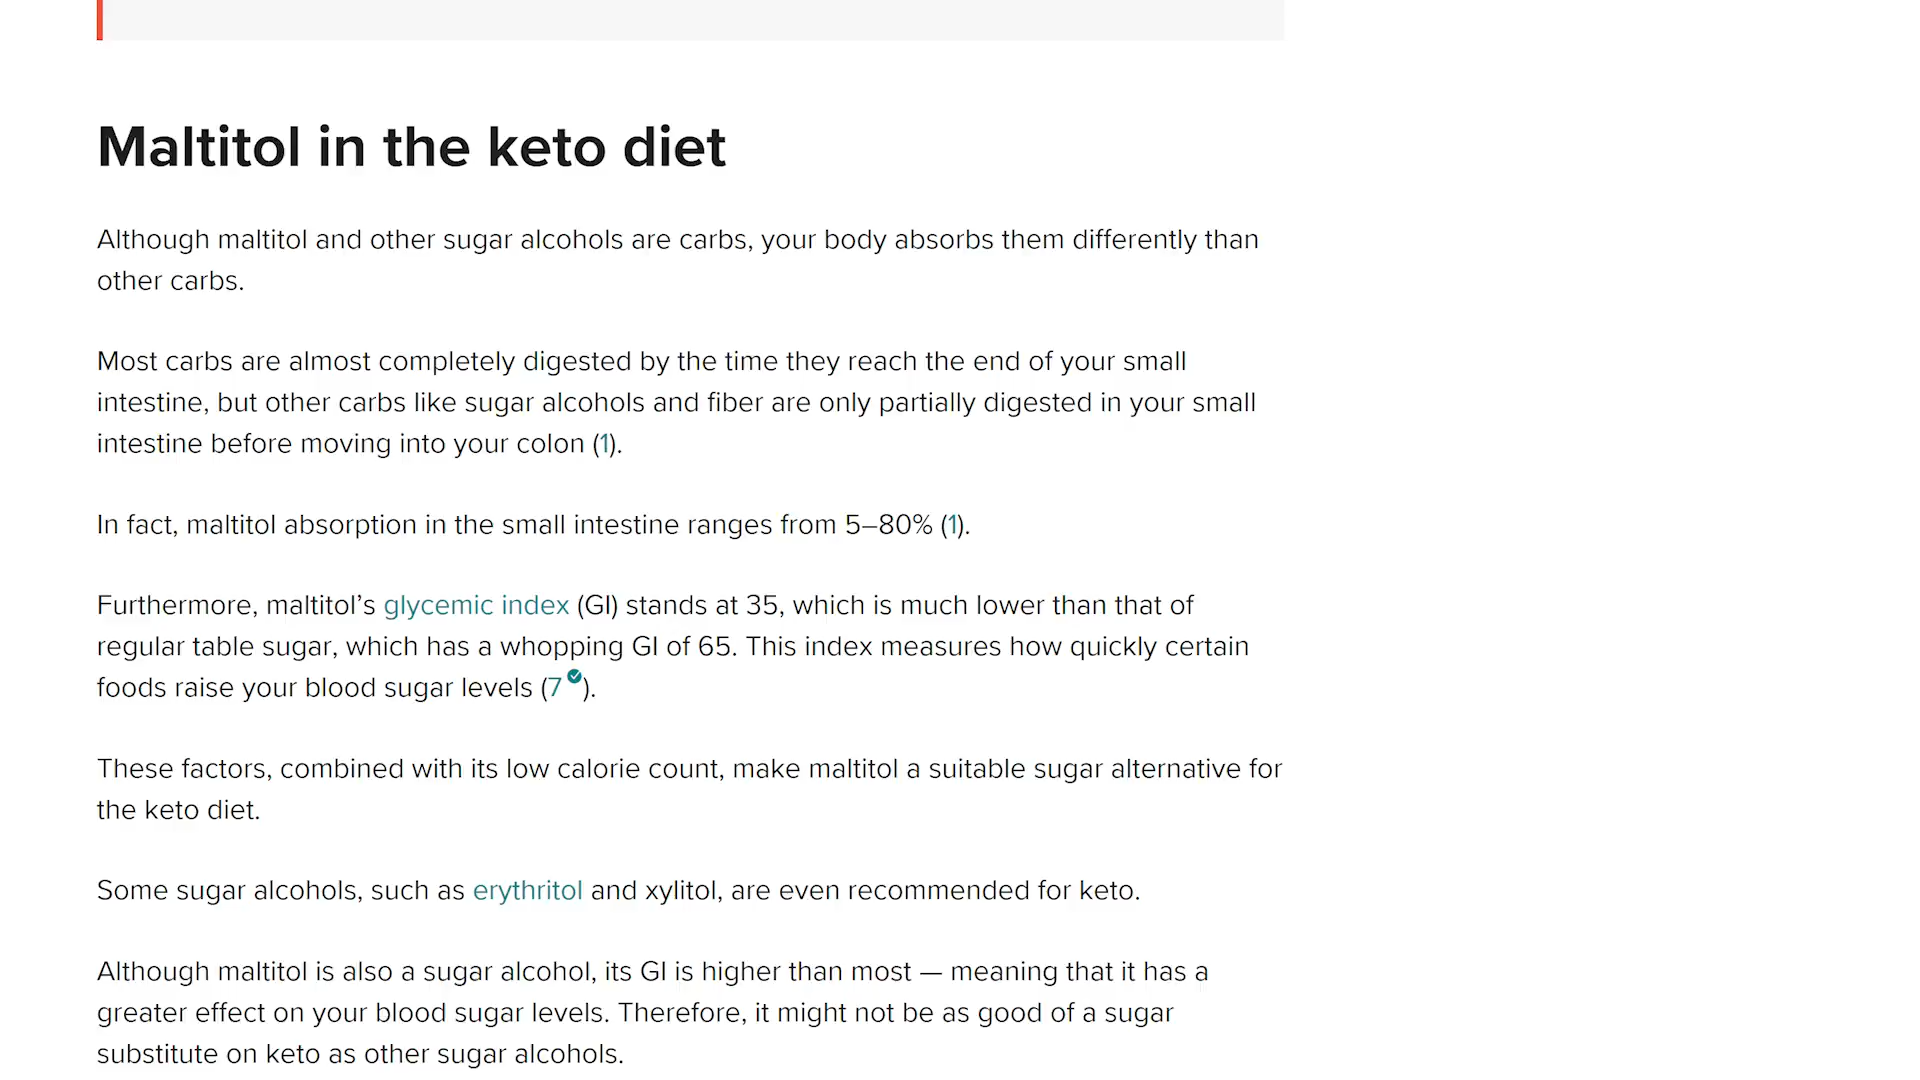 Maltitol in the keto diet
Although maltitol and other sugar alcohols are carbs, your body absorbs them differently than
other carbs.
Most carbs are almost completely digested by the time they reach the end of your small
intestine, but other carbs like sugar alcohols and fiber are only partially digested in your small
intestine before moving into your colon (1).
In fact, maltitol absorption in the small intestine ranges from 5–80% (1).
Furthermore, maltitol’s glycemic index (GI) stands at 35, which is much lower than that of
regular table sugar, which has a whopping GI of 65. This index measures how quickly certain
foods raise your blood sugar levels (7).
These factors, combined with its low calorie count, make maltitol a suitable sugar alternative for
the keto diet.
Some sugar alcohols, such as erythritol and xylitol, are even recommended for keto.
Although maltitol is also a sugar alcohol, its GI is higher than most — meaning that it has a
greater effect on your blood sugar levels. Therefore, it might not be as good of a sugar
substitute on keto as other sugar alcohols.